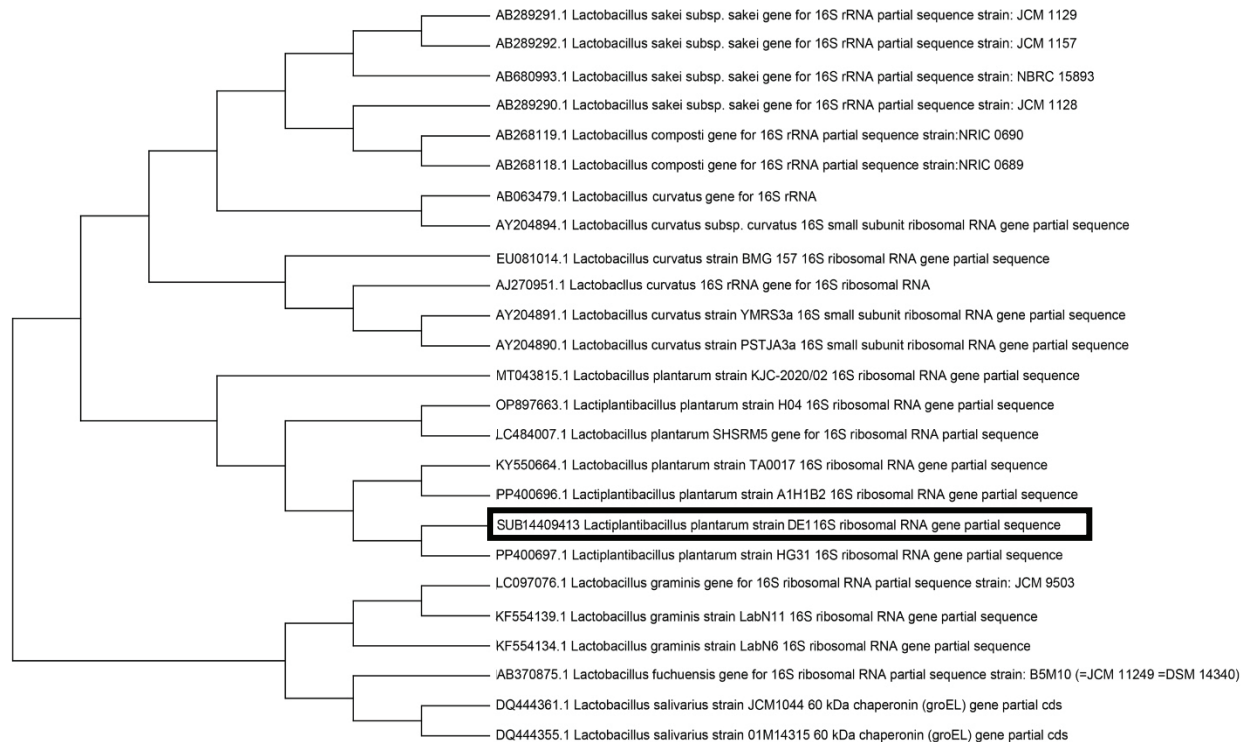 AB289291.1 Lactobacillus sakei subsp. sakei gene for 16S rRNA partial sequence strain: JCM 1129
AB289292.1 Lactobacillus sakei subsp. sakei gene for 16S rRNA partial sequence strain: JCM 1157
AB680993.1 Lactobacillus sakei subsp. sakei gene for 16S rRNA partial sequence strain: NBRC 15893
AB289290.1 Lactobacillus sakei subsp. sakei gene for 16S rRNA partial sequence strain: JCM 1128
AB268119.1 Lactobacillus composti gene for 16S rRNA partial sequence strain:NRIC 0690
AB268118.1 Lactobacillus composti gene for 16S rRNA partial sequence strain:NRIC 0689
AB063479.1 Lactobacillus curvatus gene for 16S rRNA
AY204894.1 Lactobacillus curvatus subsp. curvatus 16S small subunit ribosomal RNA gene partial sequence
EU081014.1 Lactobacillus curvatus strain BMG 157 16S ribosomal RNA gene partial sequence
AJ270951.1 Lactobacllus curvatus 16S rRNA gene for 16S ribosomal RNA
AY204891.1 Lactobacillus curvatus strain YMRS3a 16S small subunit ribosomal RNA gene partial sequence
AY204890.1 Lactobacillus curvatus strain PSTJA3a 16S small subunit ribosomal RNA gene partial sequence
MT043815.1 Lactobacillus plantarum strain KJC-2020/02 16S ribosomal RNA gene partial sequence
OP897663.1 Lactiplantibacillus plantarum strain H04 16S ribosomal RNA gene partial sequence
LC484007.1 Lactobacillus plantarum SHSRM5 gene for 16S ribosomal RNA partial sequence
KY550664.1 Lactobacillus plantarum strain TA0017 16S ribosomal RNA gene partial sequence
PP400696.1 Lactiplantibacillus plantarum strain A1H1B2 16S ribosomal RNA gene partial sequence
SUB14409413 Lactiplantibacillus plantarum strain DE116S ribosomal RNA gene partial sequence
PP400697.1 Lactiplantibacillus plantarum strain HG31 16S ribosomal RNA gene partial sequence
LC097076.1 Lactobacillus graminis gene for 16S ribosomal RNA partial sequence strain: JCM 9503
KF554139.1 Lactobacillus graminis strain LabN11 16S ribosomal RNA gene partial sequence
KF554134.1 Lactobacillus graminis strain LabN6 16S ribosomal RNA gene partial sequence
AB370875.1 Lactobacillus fuchuensis gene for 16S ribosomal RNA partial sequence strain: B5M10 (=JCM 11249 =DSM 14340)
DQ444361.1 Lactobacillus salivarius strain JCM1044 60 kDa chaperonin (groEL) gene partial cds
DQ444355.1 Lactobacillus salivarius strain 01M14315 60 kDa chaperonin (groEL) gene partial cds